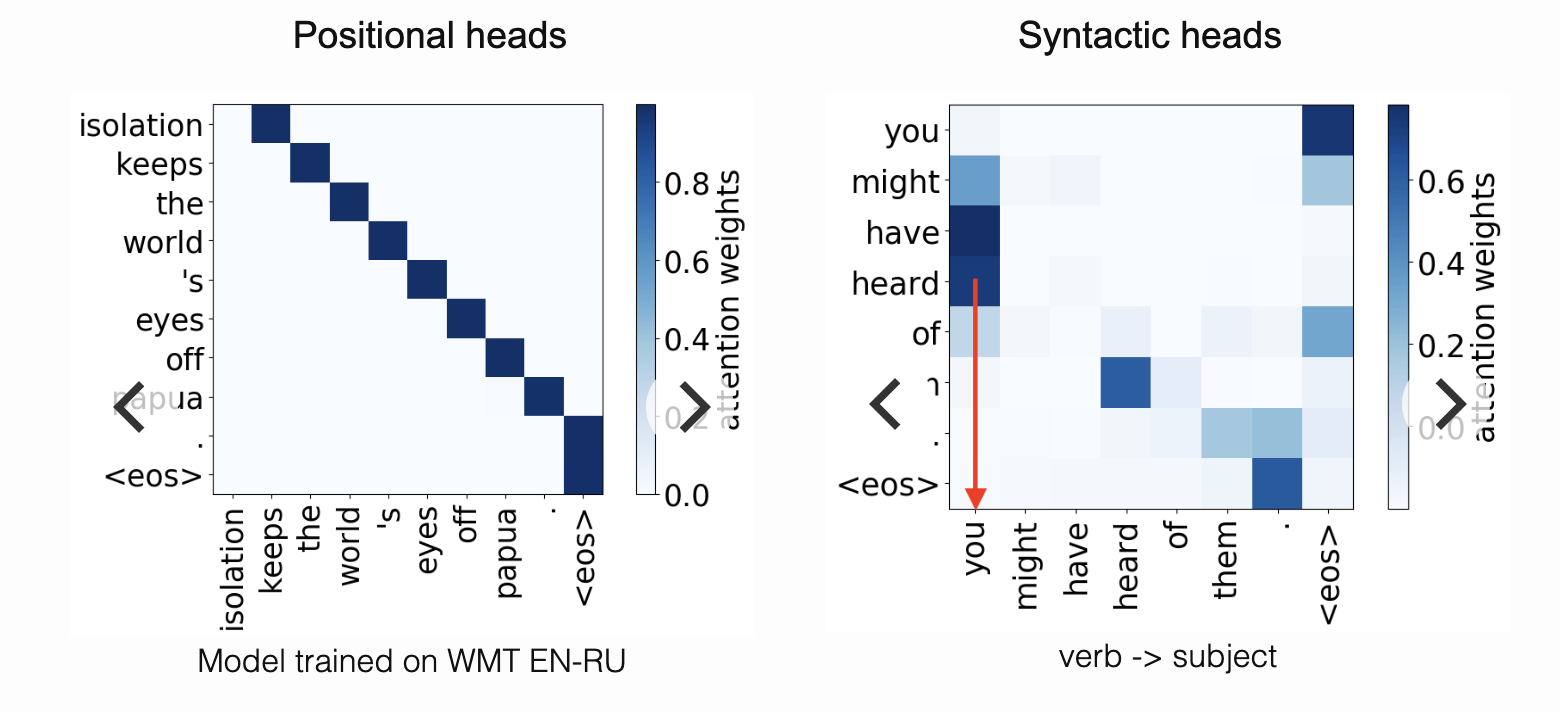 Positional heads
isolation
keeps
the
world
's
eyes
off
papua
.
<eos>
isolation
keeps
the
world
's
eyes
off
papua
.
<eos>
0.8
0.6
0.4
0.2
0.0
attention weights
Model trained on WMT EN-RU
Syntactic heads
you
might
have
heard
of
.
<eos>
you
might
have
heard
of
them
.
<eos>
0.6
0.4
0.2
0.0
attention weights
verb -> subject